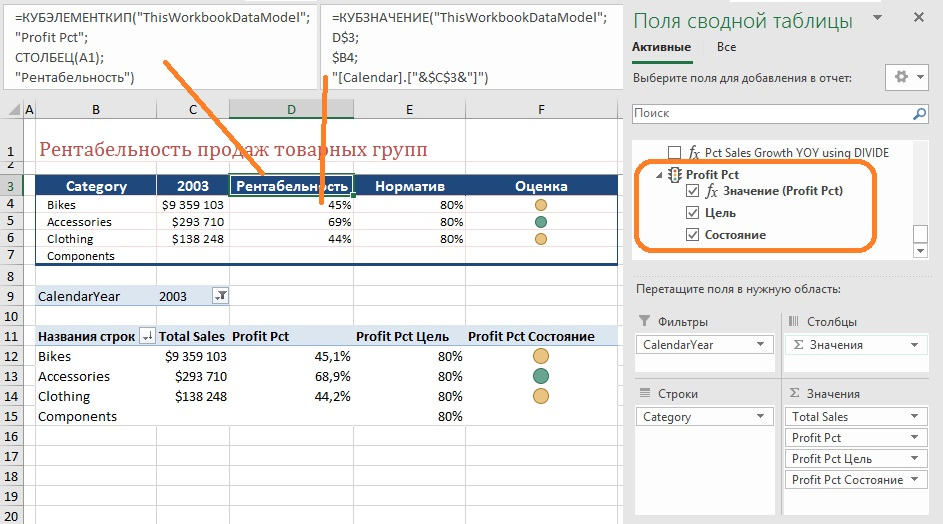 =КУБЭЛЕМЕНТКИП("ThisWorkbookDataModel";
"Profit Pct";
СТОЛБЕЦ(A1);
"Рентабельность")
=КУБЗНАЧЕНИЕ("ThisWorkbookDataModel";
D$3;
$B4;
"[Calendar].["&$C$3&"]")
A B C D E F
1 Рентабельность продаж товарных групп
2
3 Category 2003 Рентабельность Норматив Оценка
4 Bikes $9 359 103 45% 80%
5 Accessories $293 710 69% 80%
6 Clothing $138 248 44% 80%
7 Components
8
9 CalendarYear 2003
10
11 Названия строк Total Sales Profit Pct Profit Pct Цель Profit Pct Состояние
12 Bikes $9 359 103 45,1% 80%
13 Accessories $293 710 68,9% 80%
14 Clothing $138 248 44,2% 80%
15 Components 80%
16
17
18
19
20
Поля сводной таблицы
Активные Все
Выберите поля для добавления в отчет:
Поиск
fx Pct Sales Growth YOY using DIVIDE
Profit Pct
fx Значение (Profit Pct)
Цель
Состояние
Перетащите поля в нужную область:
Фильтры
CalendarYear
Столбцы
Σ Значения
Строки
Category
Σ Значения
Total Sales
Profit Pct
Profit Pct Цель
Profit Pct Состояние